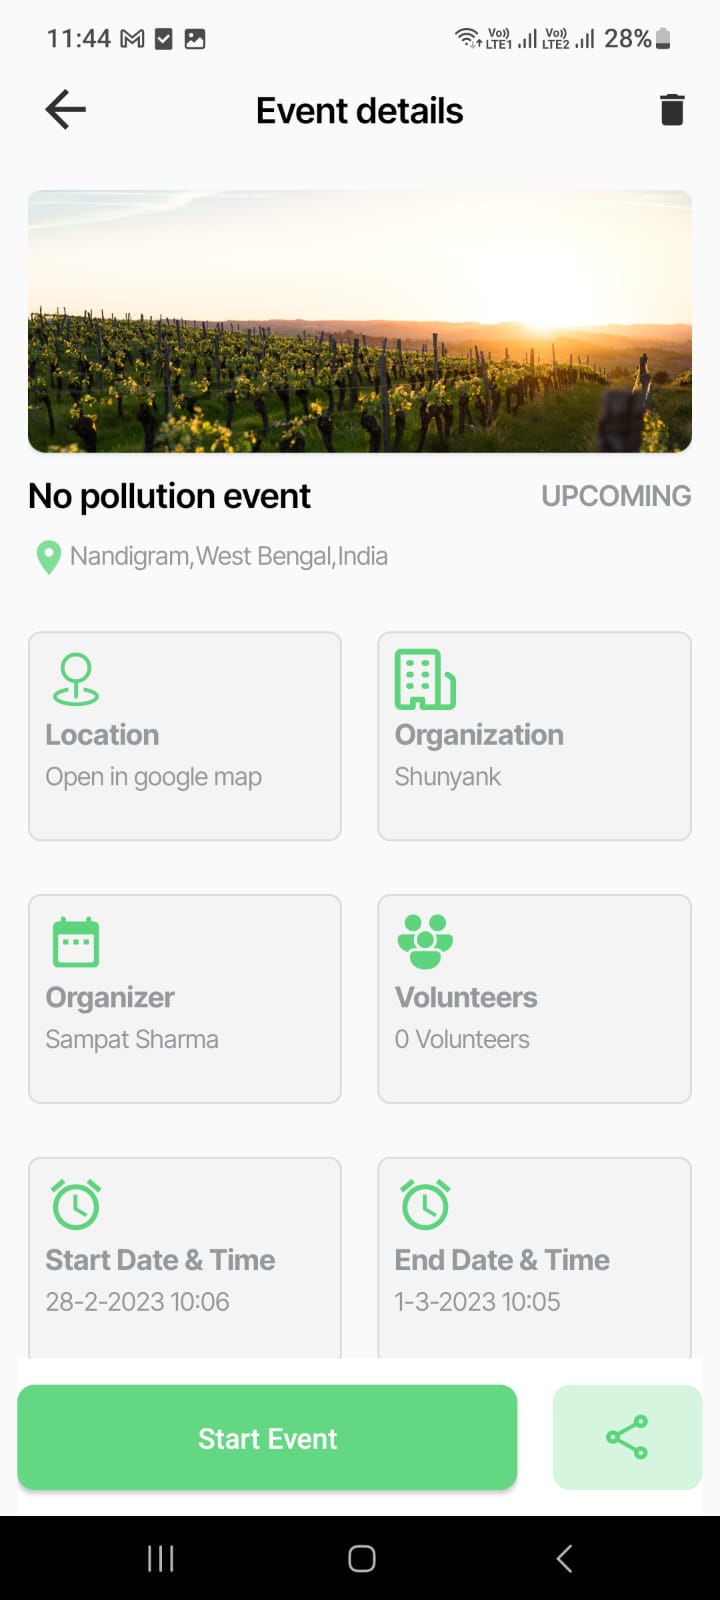 11:44
Vo)) LTE1 Vo)) LTE2 28%
Event details
No pollution event UPCOMING
Nandigram,West Bengal,India
Location
Open in google map
Organization
Shunyank
Organizer
Sampat Sharma
Volunteers
0 Volunteers
Start Date & Time
28-2-2023 10:06
End Date & Time
1-3-2023 10:05
Start Event